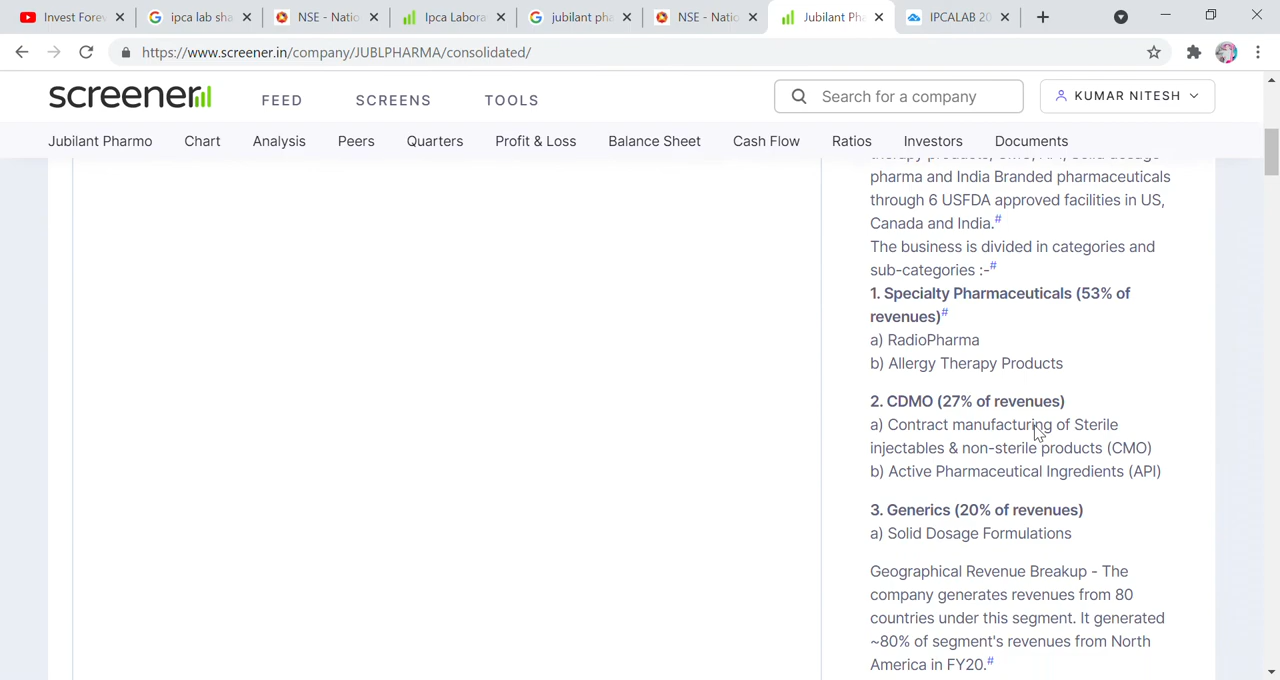 Invest Fore
ipca lab sha
NSE - Natio
Ipca Labora
jubilant pha
NSE - Natio
Jubilant Pha
IPCALAB 20
https://www.screener.in/company/JUBLPHARMA/consolidated/
screener
FEED
SCREENS
TOOLS
Search for a company
KUMAR NITESH
Jubilant Pharmo
Chart
Analysis
Peers
Quarters
Profit & Loss
Balance Sheet
Cash Flow
Ratios
Investors
Documents
pharma and India Branded pharmaceuticals
through 6 USFDA approved facilities in US,
Canada and India.#
The business is divided in categories and
sub-categories :-#
1. Specialty Pharmaceuticals (53% of
revenues)#
a) RadioPharma
b) Allergy Therapy Products
2. CDMO (27% of revenues)
a) Contract manufacturing of Sterile
injectables & non-sterile products (CMO)
b) Active Pharmaceutical Ingredients (API)
3. Generics (20% of revenues)
a) Solid Dosage Formulations
Geographical Revenue Breakup - The
company generates revenues from 80
countries under this segment. It generated
~80% of segment's revenues from North
America in FY20.#